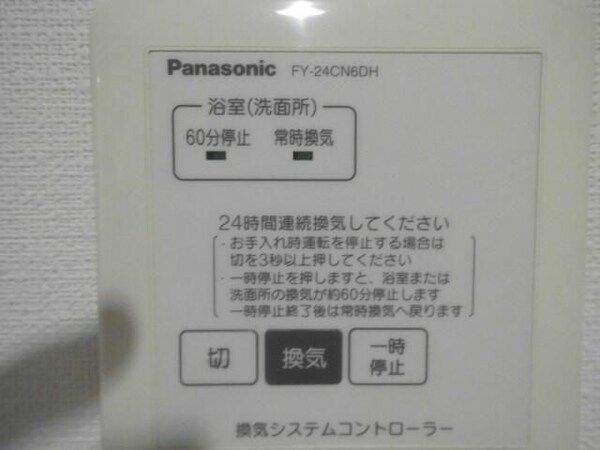 Panasonic FY-24CN6DH
浴室(洗面所)
60分停止 常時換気
24時間連続換気してください
・お手入れ時運転を停止する場合は
切を3秒以上押してください
・一時停止を押しますと、浴室または
洗面所の換気が約60分停止します
一時停止終了後は常時換気へ戻ります
切 換気 一時
停止
換気システムコントローラー